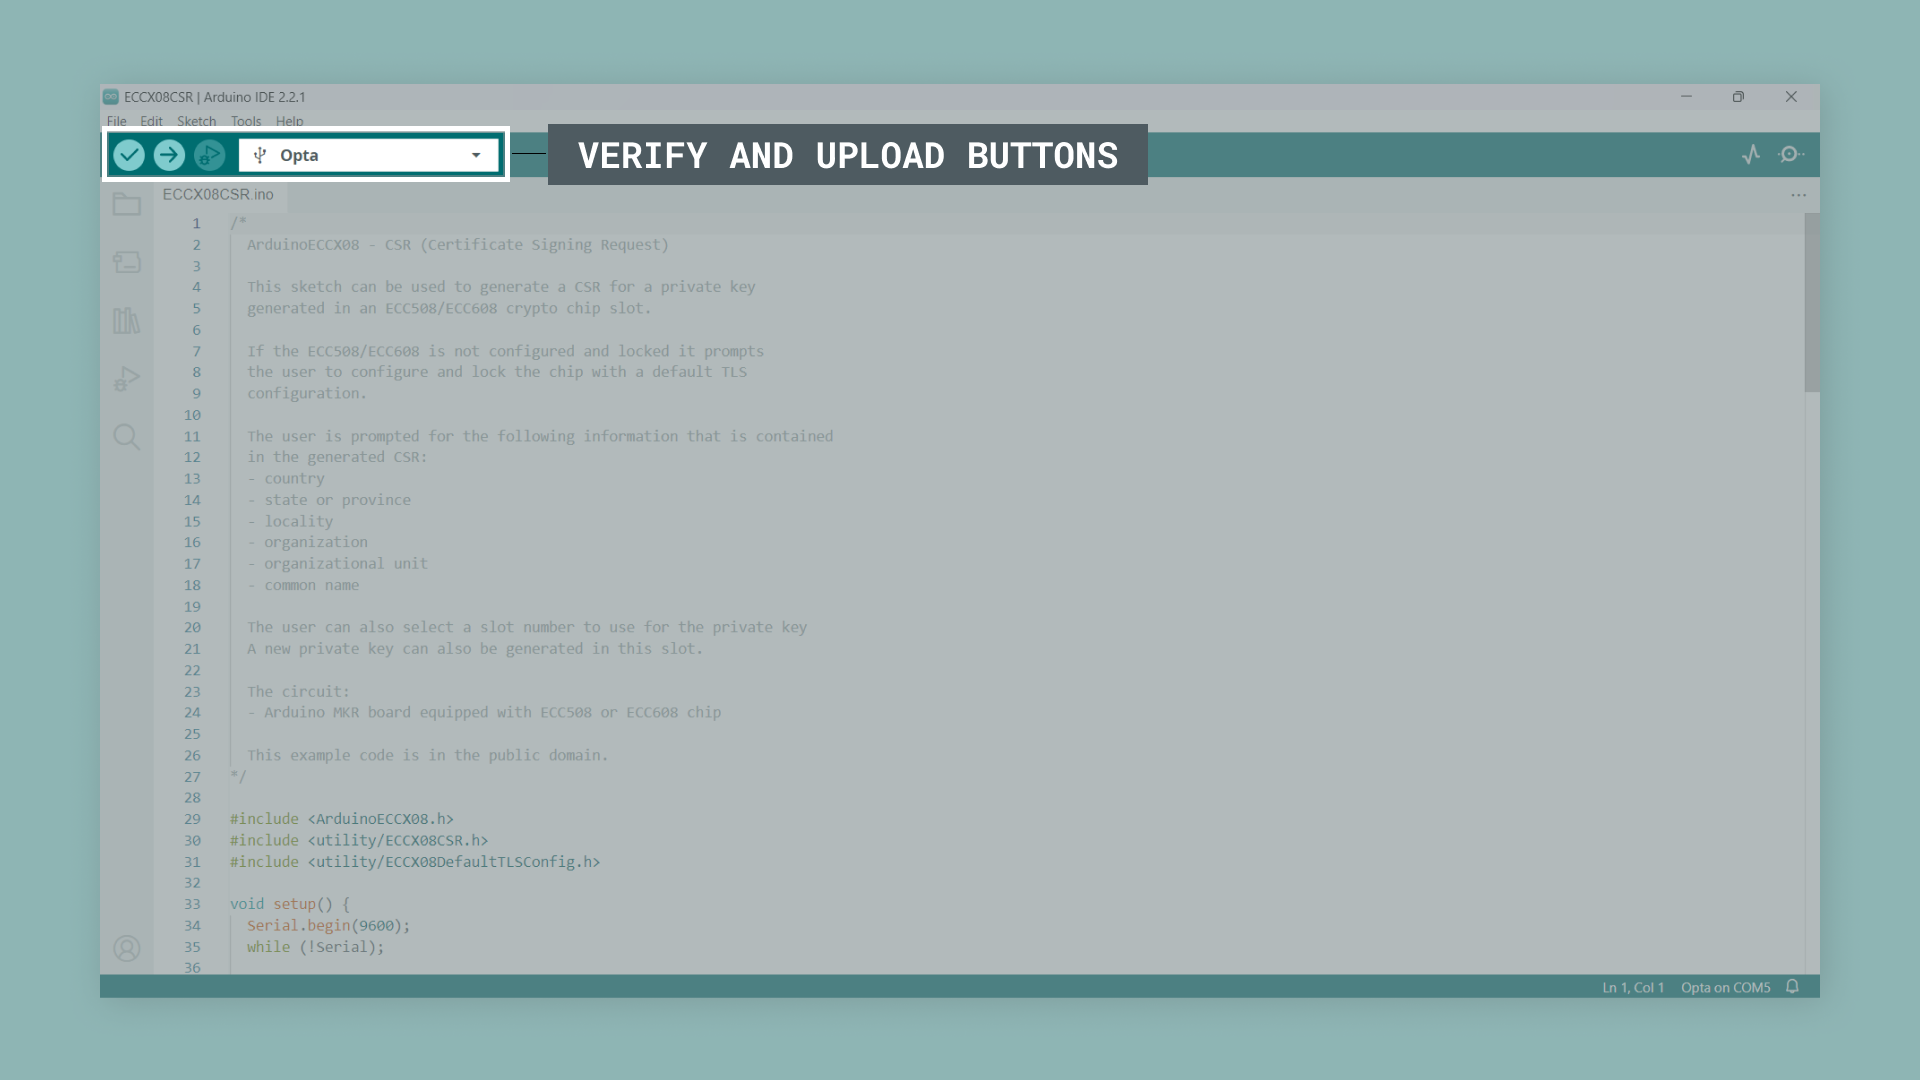 ECCX08CSR | Arduino IDE 2.2.1
File Edit Sketch Tools Help
Opta
VERIFY AND UPLOAD BUTTONS
ECCX08CSR.ino
1 /*
2 ArduinoECCX08 - CSR (Certificate Signing Request)
3
4 This sketch can be used to generate a CSR for a private key
5 generated in an ECC508/ECC608 crypto chip slot.
6
7 If the ECC508/ECC608 is not configured and locked it prompts
8 the user to configure and lock the chip with a default TLS
9 configuration.
10
11 The user is prompted for the following information that is contained
12 in the generated CSR:
13 - country
14 - state or province
15 - locality
16 - organization
17 - organizational unit
18 - common name
19
20 The user can also select a slot number to use for the private key
21 A new private key can also be generated in this slot.
22
23 The circuit:
24 - Arduino MKR board equipped with ECC508 or ECC608 chip
25
26 This example code is in the public domain.
27 */
28
29 #include <ArduinoECCX08.h>
30 #include <utility/ECCX08CSR.h>
31 #include <utility/ECCX08DefaultTLSConfig.h>
32
33 void setup() {
34 Serial.begin(9600);
35 while (!Serial);
36
Ln 1, Col 1 Opta on COM5